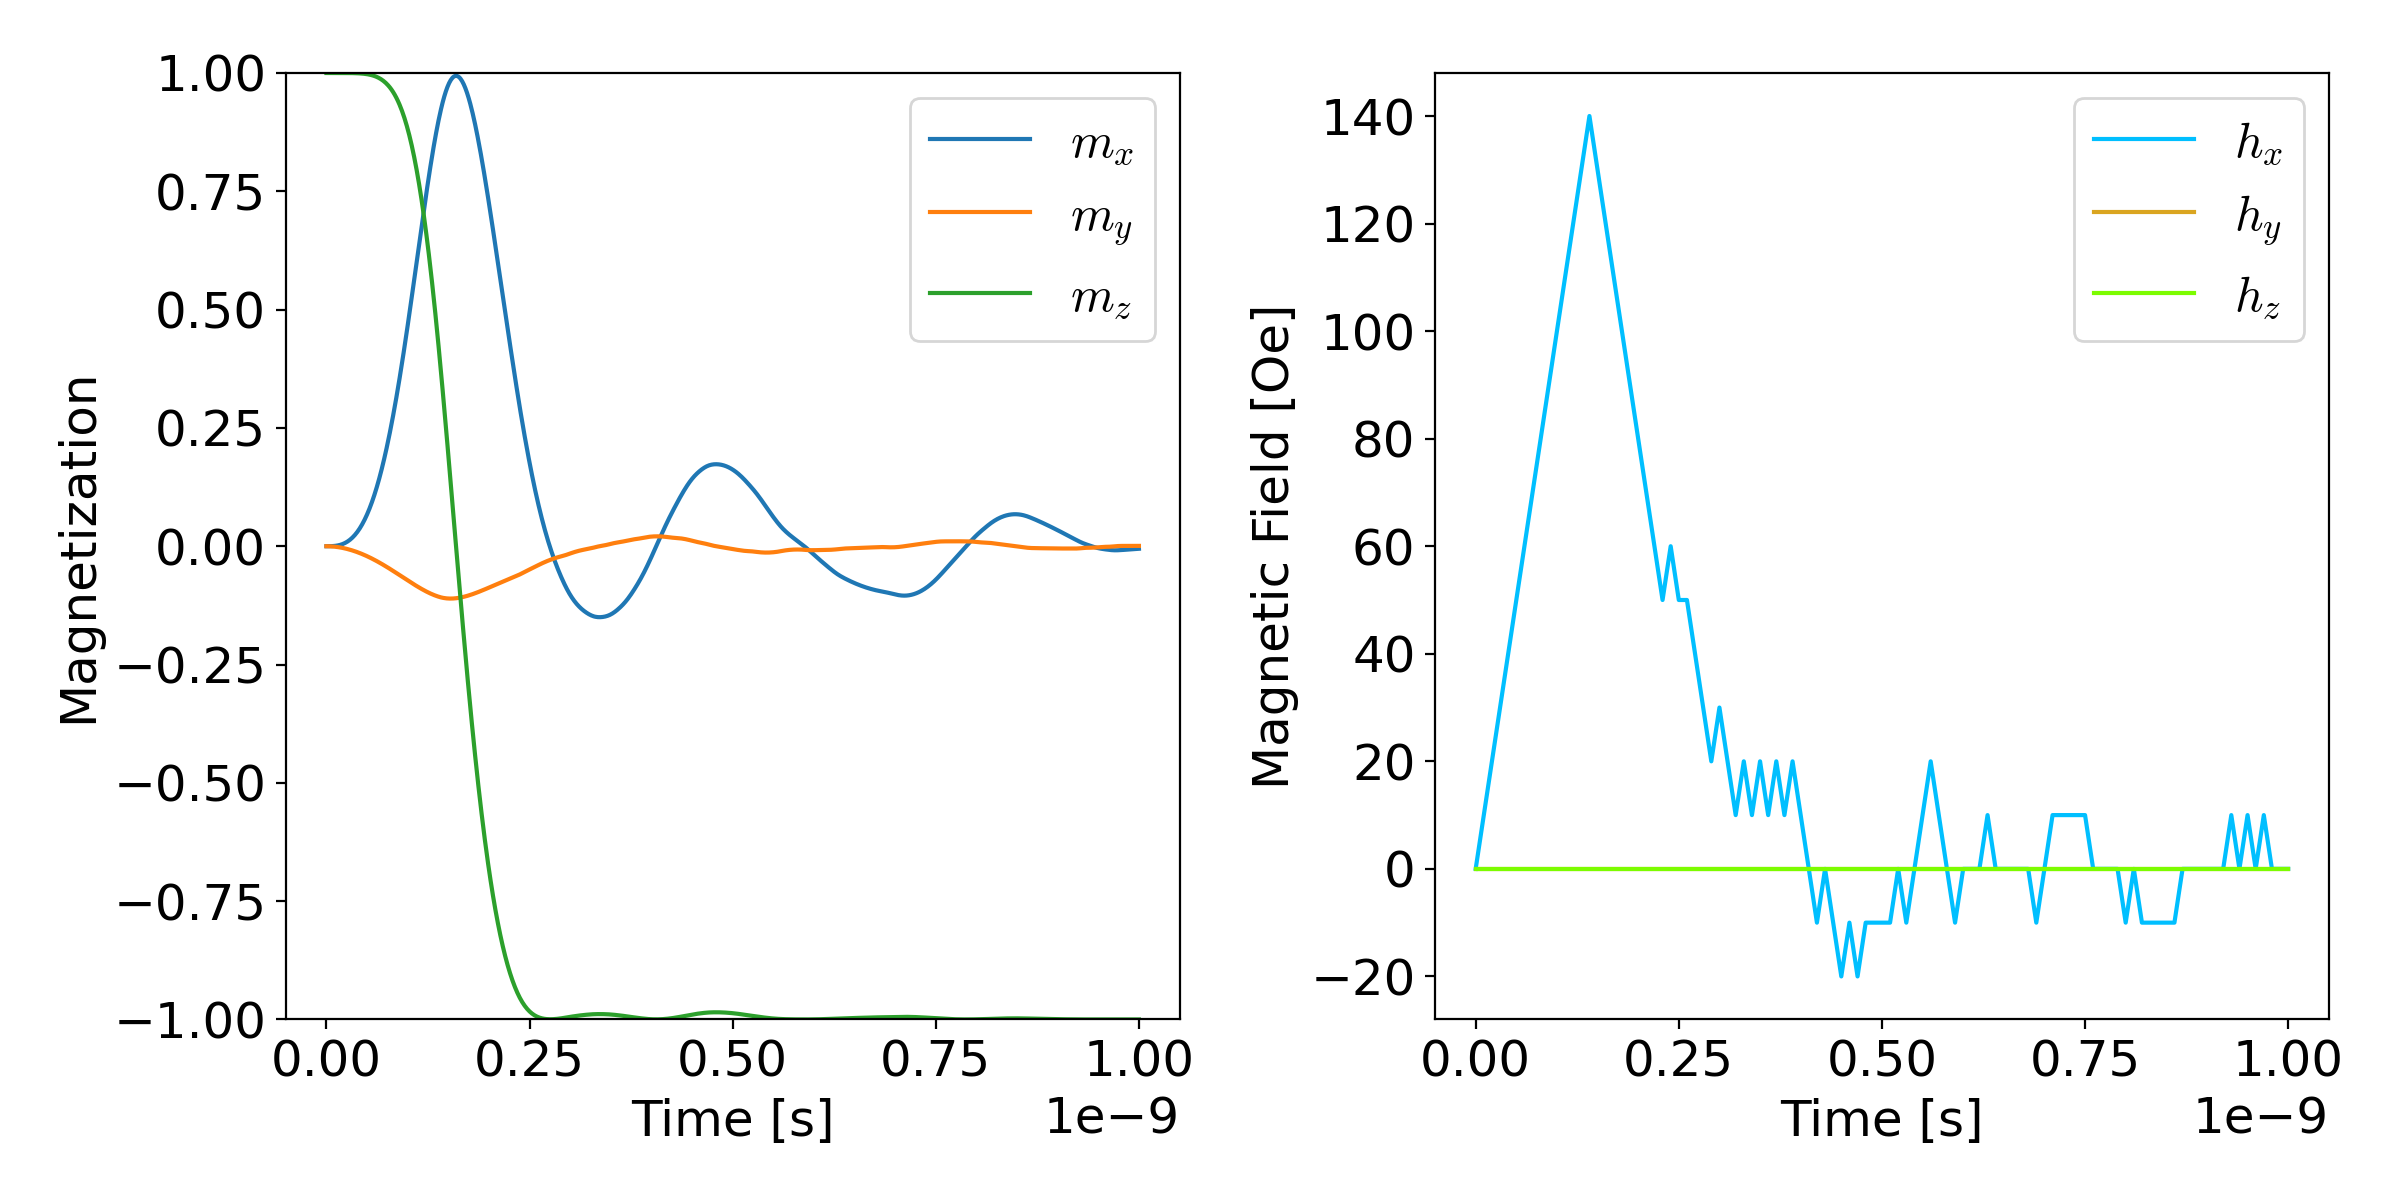 Magnetization
1.00
0.75
0.50
0.25
0.00
−0.25
−0.50
−0.75
−1.00
0.00 0.25 0.50 0.75 1.00
Time [s]
1e−9
m_x
m_y
m_z
Magnetic Field [Oe]
140
120
100
80
60
40
20
0
−20
0.00 0.25 0.50 0.75 1.00
Time [s]
1e−9
h_x
h_y
h_z